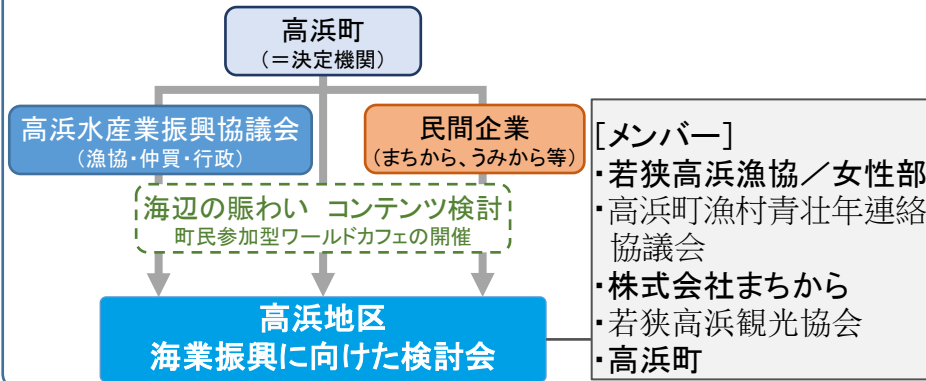 高浜町
(=決定機関)
高浜水産業振興協議会
(漁協・仲買・行政)
民間企業
(まちから、うみから等)
海辺の賑わい コンテンツ検討
町民参加型ワールドカフェの開催
高浜地区
海業振興に向けた検討会
[メンバー]
・若狭高浜漁協／女性部
・高浜町漁村青壮年連絡
協議会
・株式会社まちから
・若狭高浜観光協会
・高浜町